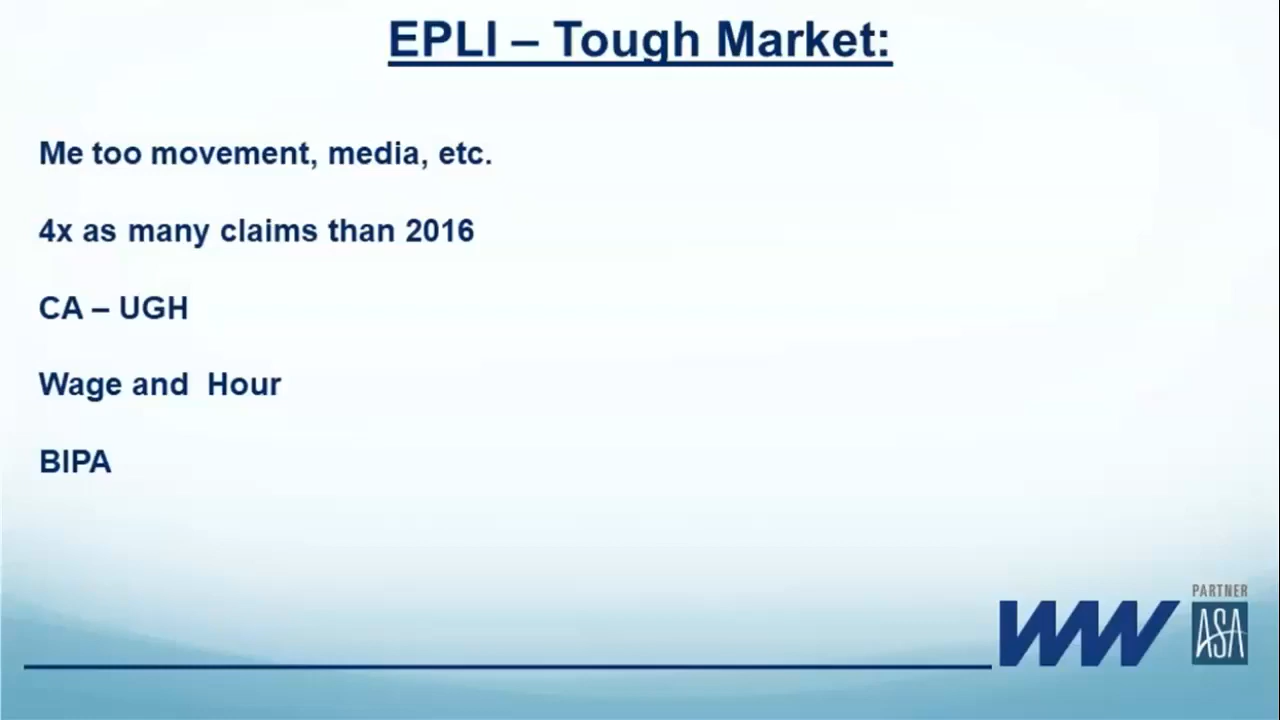 EPLI – Tough Market:
Me too movement, media, etc.
4x as many claims than 2016
CA – UGH
Wage and  Hour
BIPA
PARTNER
WW
ASA